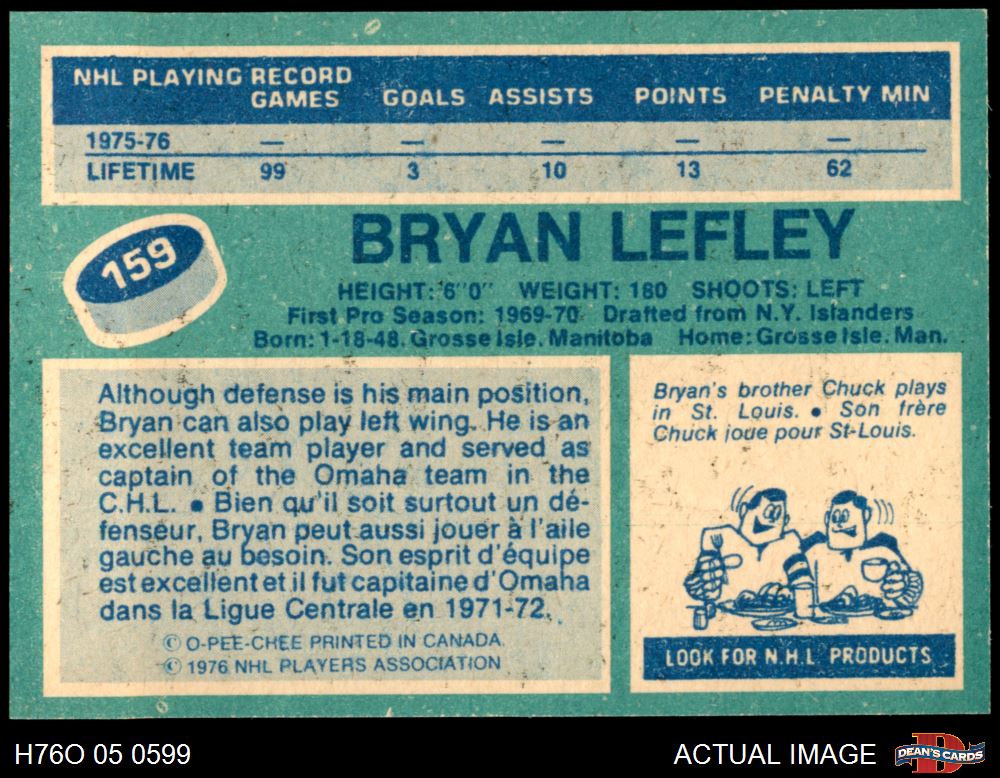 NHL PLAYING RECORD
GAMES GOALS ASSISTS POINTS PENALTY MIN
1975-76 — — — — —
LIFETIME 99 3 10 13 62
159
BRYAN LEFLEY
HEIGHT: 6'0" WEIGHT: 180 SHOOTS: LEFT
First Pro Season: 1969-70 Drafted from N.Y. Islanders
Born: 1-18-48. Grosse Isle. Manitoba Home: Grosse Isle. Man.
Although defense is his main position,
Bryan can also play left wing. He is an
excellent team player and served as
captain of the Omaha team in the
C.H.L. ● Bien qu'il soit surtout un dé-
fenseur, Bryan peut aussi jouer à l'aile
gauche au besoin. Son esprit d'équipe
est excellent et il fut capitaine d'Omaha
dans la Ligue Centrale en 1971-72.
© O-PEE-CHEE PRINTED IN CANADA.
© 1976 NHL PLAYERS ASSOCIATION
Bryan's brother Chuck plays
in St. Louis. ● Son frère
Chuck joue pour St-Louis.
LOOK FOR N.H.L PRODUCTS
H76O 05 0599
ACTUAL IMAGE
DEAN'S CARDS